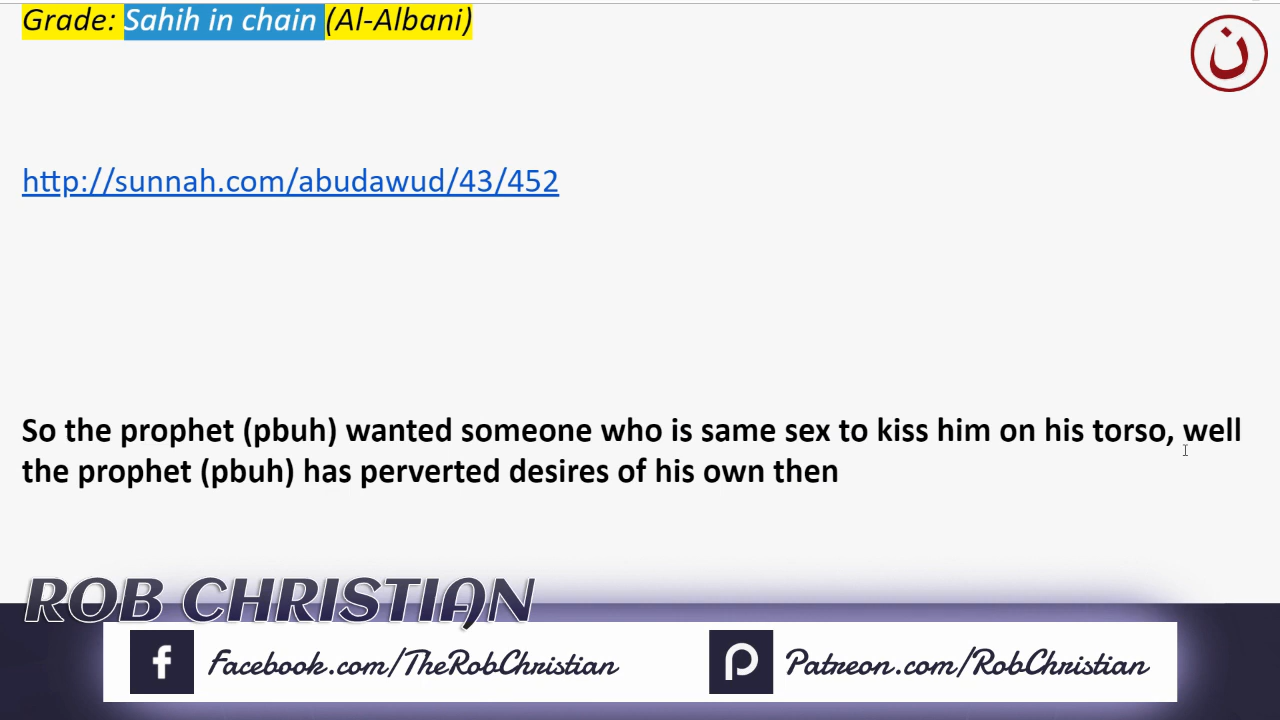 Grade: Sahih in chain (Al-Albani)
ن
http://sunnah.com/abudawud/43/452
So the prophet (pbuh) wanted someone who is same sex to kiss him on his torso, well
the prophet (pbuh) has perverted desires of his own then
ROB CHRISTIAN
f Facebook.com/TheRobChristian
Patreon.com/RobChristian